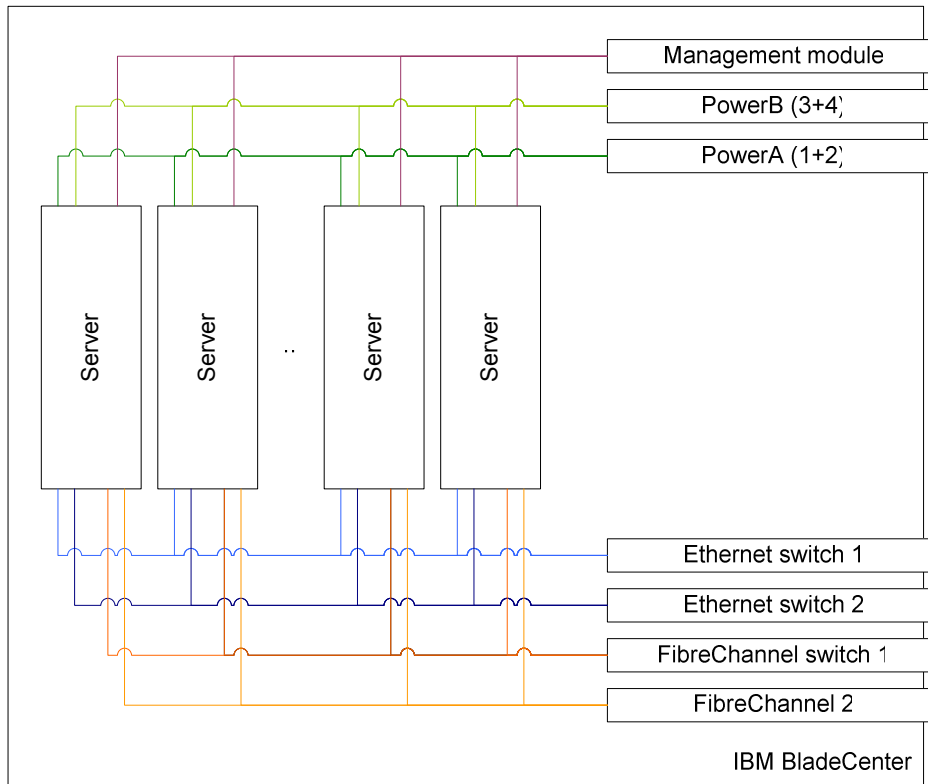 Management module
PowerB (3+4)
PowerA (1+2)
Server
Server
..
Server
Server
Ethernet switch 1
Ethernet switch 2
FibreChannel switch 1
FibreChannel 2
IBM BladeCenter